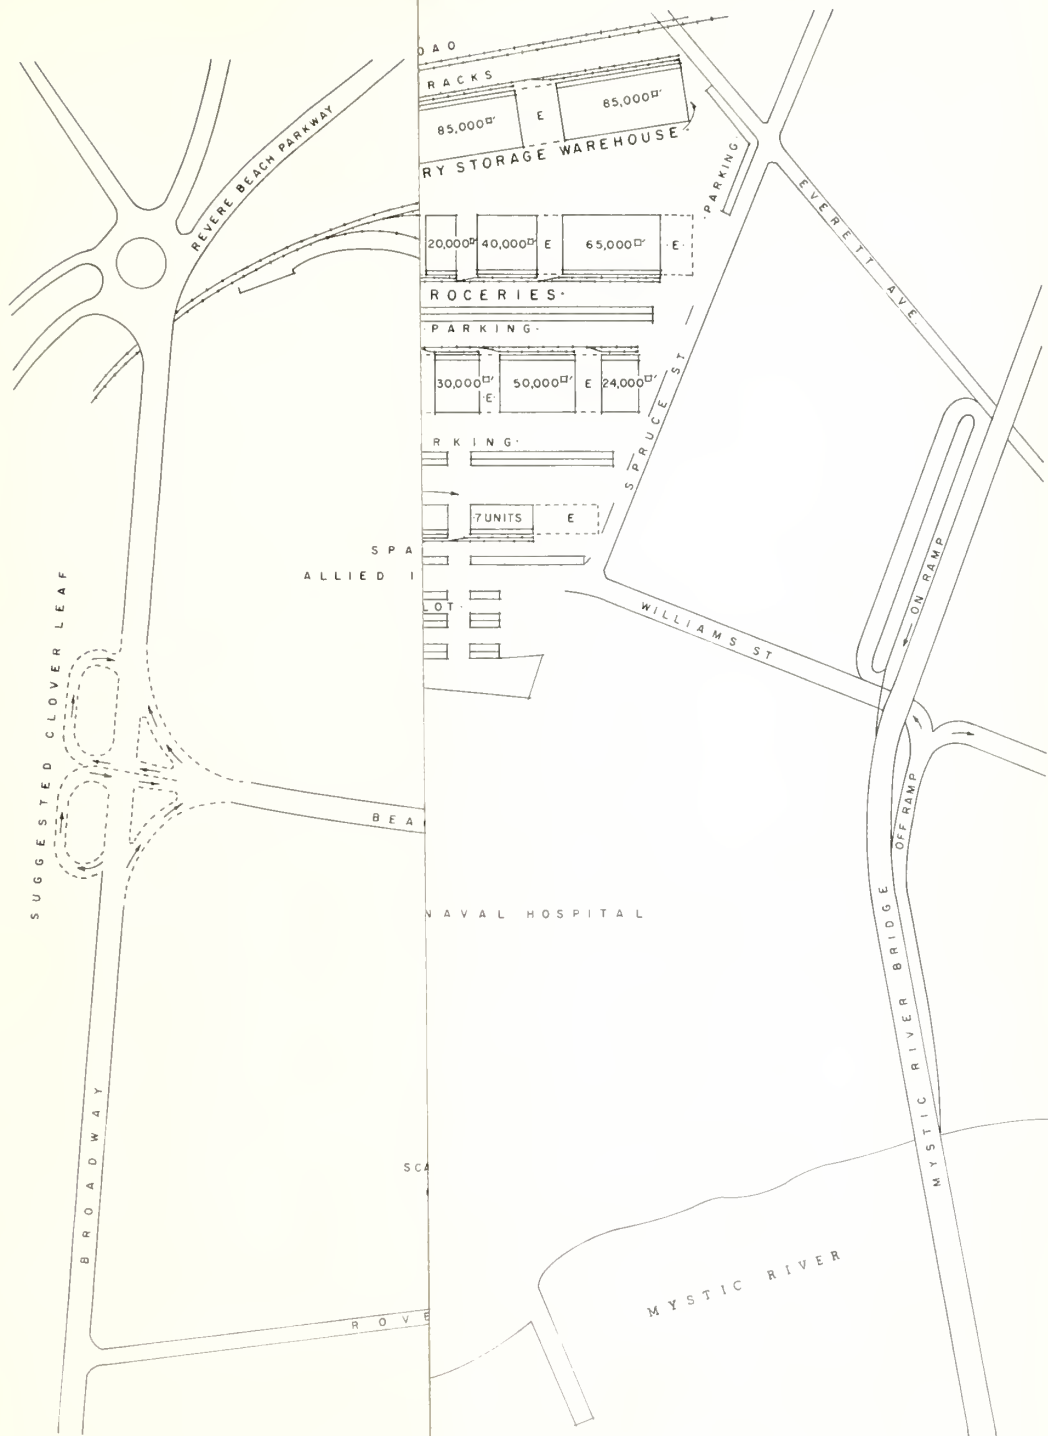 OAD
RACKS
REVERE BEACH PARKWAY
85,000□'
E
85,000□'
RY STORAGE WAREHOUSE·
PARKING·
EVERETT AVE.
20,000□'
40,000□'
E
65,000□'
·E·
ROCERIES·
·PARKING·
30,000□'
·E·
50,000□'
E
24,000□'
SPRUCE ST
RKING·
·7 UNITS
E
SPA
ALLIED I
LOT·
WILLIAMS ST
ON RAMP
OFF RAMP
SUGGESTED CLOVER LEAF
BEA
NAVAL HOSPITAL
MYSTIC RIVER BRIDGE
BROADWAY
SCA
MYSTIC RIVER
ROVE